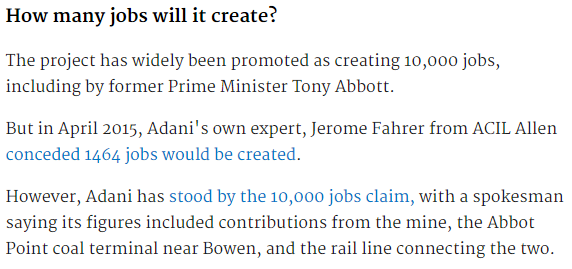 How many jobs will it create?
The project has widely been promoted as creating 10,000 jobs,
including by former Prime Minister Tony Abbott.
But in April 2015, Adani's own expert, Jerome Fahrer from ACIL Allen
conceded 1464 jobs would be created.
However, Adani has stood by the 10,000 jobs claim, with a spokesman
saying its figures included contributions from the mine, the Abbot
Point coal terminal near Bowen, and the rail line connecting the two.